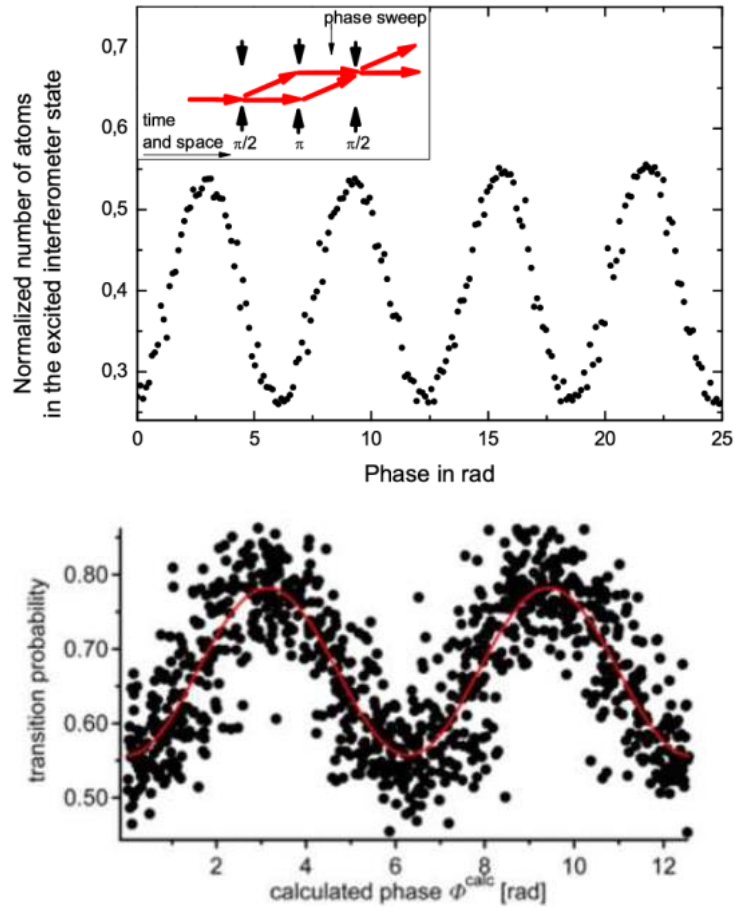 Normalized number of atoms
in the excited interferometer state
0,7
0,6
0,5
0,4
0,3
phase sweep
time
and space π/2 π π/2
0 5 10 15 20 25
Phase in rad
transition probability
0.80
0.70
0.60
0.50
2 4 6 8 10 12
calculated phase Φcalc [rad]